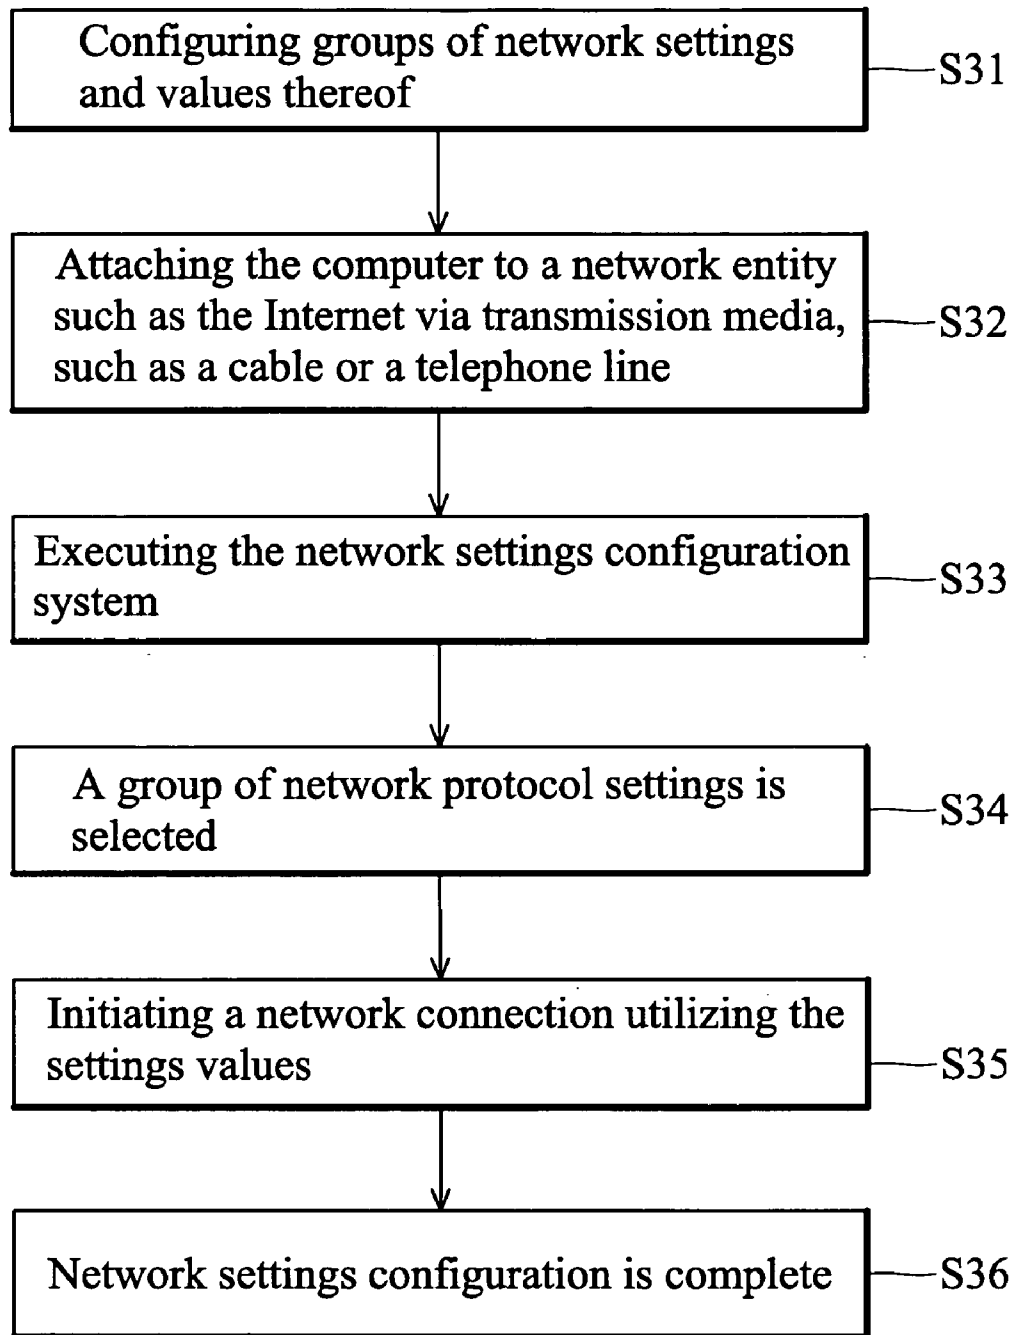 Configuring groups of network settings
and values thereof
S31
Attaching the computer to a network entity
such as the Internet via transmission media,
such as a cable or a telephone line
S32
Executing the network settings configuration
system
S33
A group of network protocol settings is
selected
S34
Initiating a network connection utilizing the
settings values
S35
Network settings configuration is complete
S36